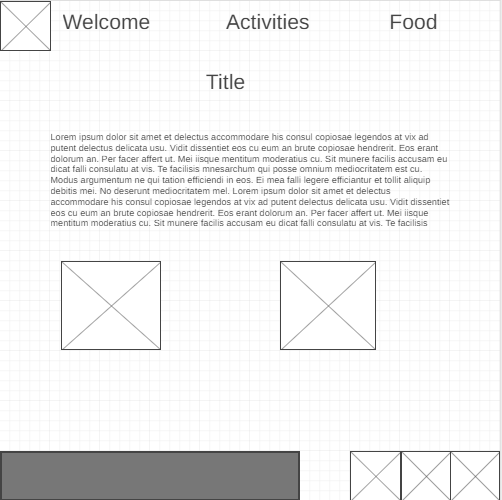 Welcome Activities Food
Title
Lorem ipsum dolor sit amet et delectus accommodare his consul copiosae legendos at vix ad
putent delectus delicata usu. Vidit dissentiet eos cu eum an brute copiosae hendrerit. Eos erant
dolorum an. Per facer affert ut. Mei iisque mentitum moderatius cu. Sit munere facilis accusam eu
dicat falli consulatu at vis. Te facilisis mnesarchum qui posse omnium mediocritatem est cu.
Modus argumentum ne qui tation efficiendi in eos. Ei mea falli legere efficiantur et tollit aliquip
debitis mei. No deserunt mediocritatem mel. Lorem ipsum dolor sit amet et delectus
accommodare his consul copiosae legendos at vix ad putent delectus delicata usu. Vidit dissentiet
eos cu eum an brute copiosae hendrerit. Eos erant dolorum an. Per facer affert ut. Mei iisque
mentitum moderatius cu. Sit munere facilis accusam eu dicat falli consulatu at vis. Te facilisis